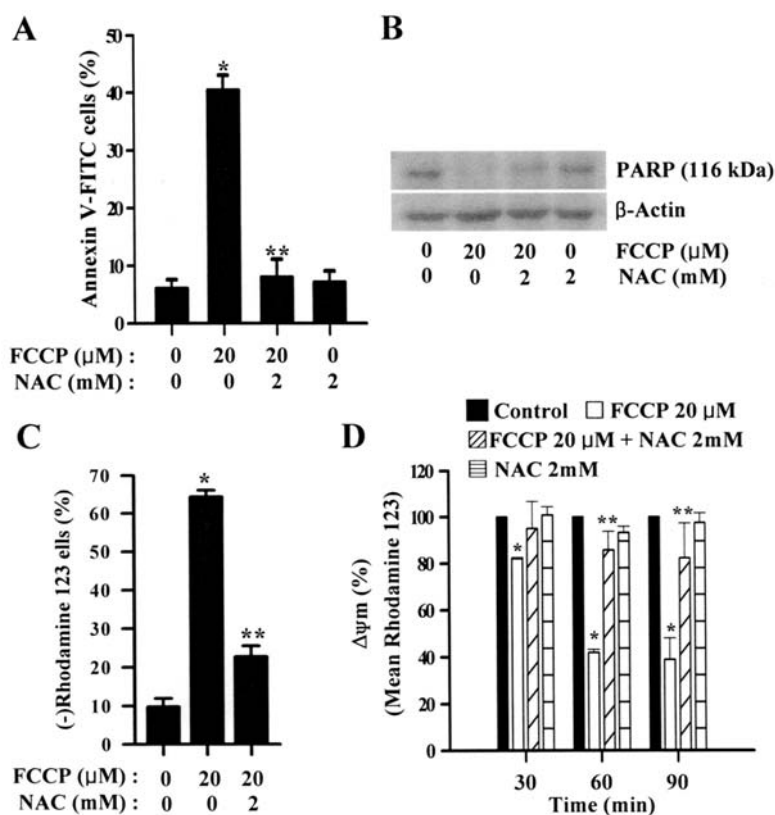 A
Annexin V-FITC cells (%)
50
40
30
20
10
0
*
**
FCCP (µM) : 0 20 20 0
NAC (mM) : 0 0 2 2
B
PARP (116 kDa)
β-Actin
0 20 20 0 FCCP (µM)
0 0 2 2 NAC (mM)
C
(-)Rhodamine 123 ells (%)
70
60
50
40
30
20
10
0
*
**
FCCP (µM) : 0 20 20
NAC (mM) : 0 0 2
D
Control FCCP 20 µM
FCCP 20 µM + NAC 2mM
NAC 2mM
Δψm (%)
(Mean Rhodamine 123)
120
100
80
60
40
20
0
*
*
**
*
**
30 60 90
Time (min)